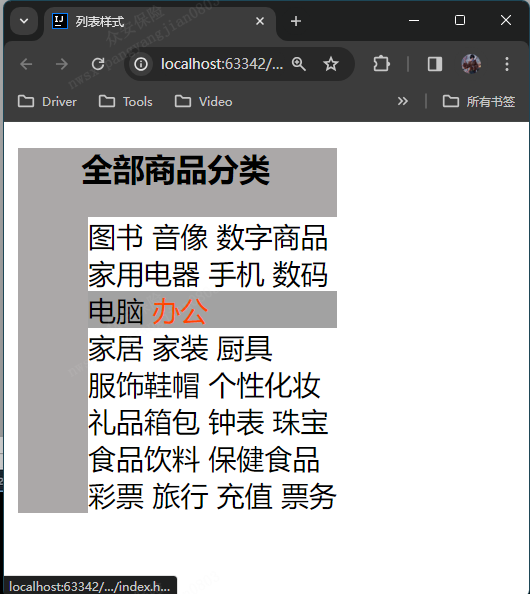 列表样式
localhost:63342/...
Driver
Tools
Video
所有书签
全部商品分类
图书 音像 数字商品
家用电器 手机 数码
电脑 办公
家居 家装 厨具
服饰鞋帽 个性化妆
礼品箱包 钟表 珠宝
食品饮料 保健食品
彩票 旅行 充值 票务
localhost:63342/.../index.h...